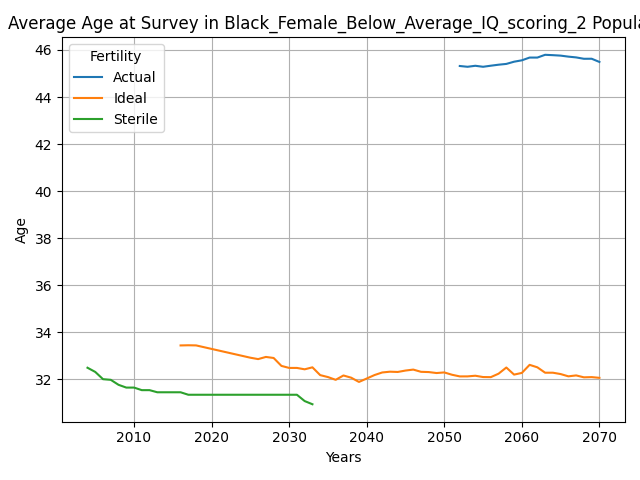 Average Age at Survey in Black_Female_Below_Average_IQ_scoring_2 Popula
Fertility
Actual
Ideal
Sterile
46
44
42
40
38
36
34
32
Age
2010 2020 2030 2040 2050 2060 2070
Years